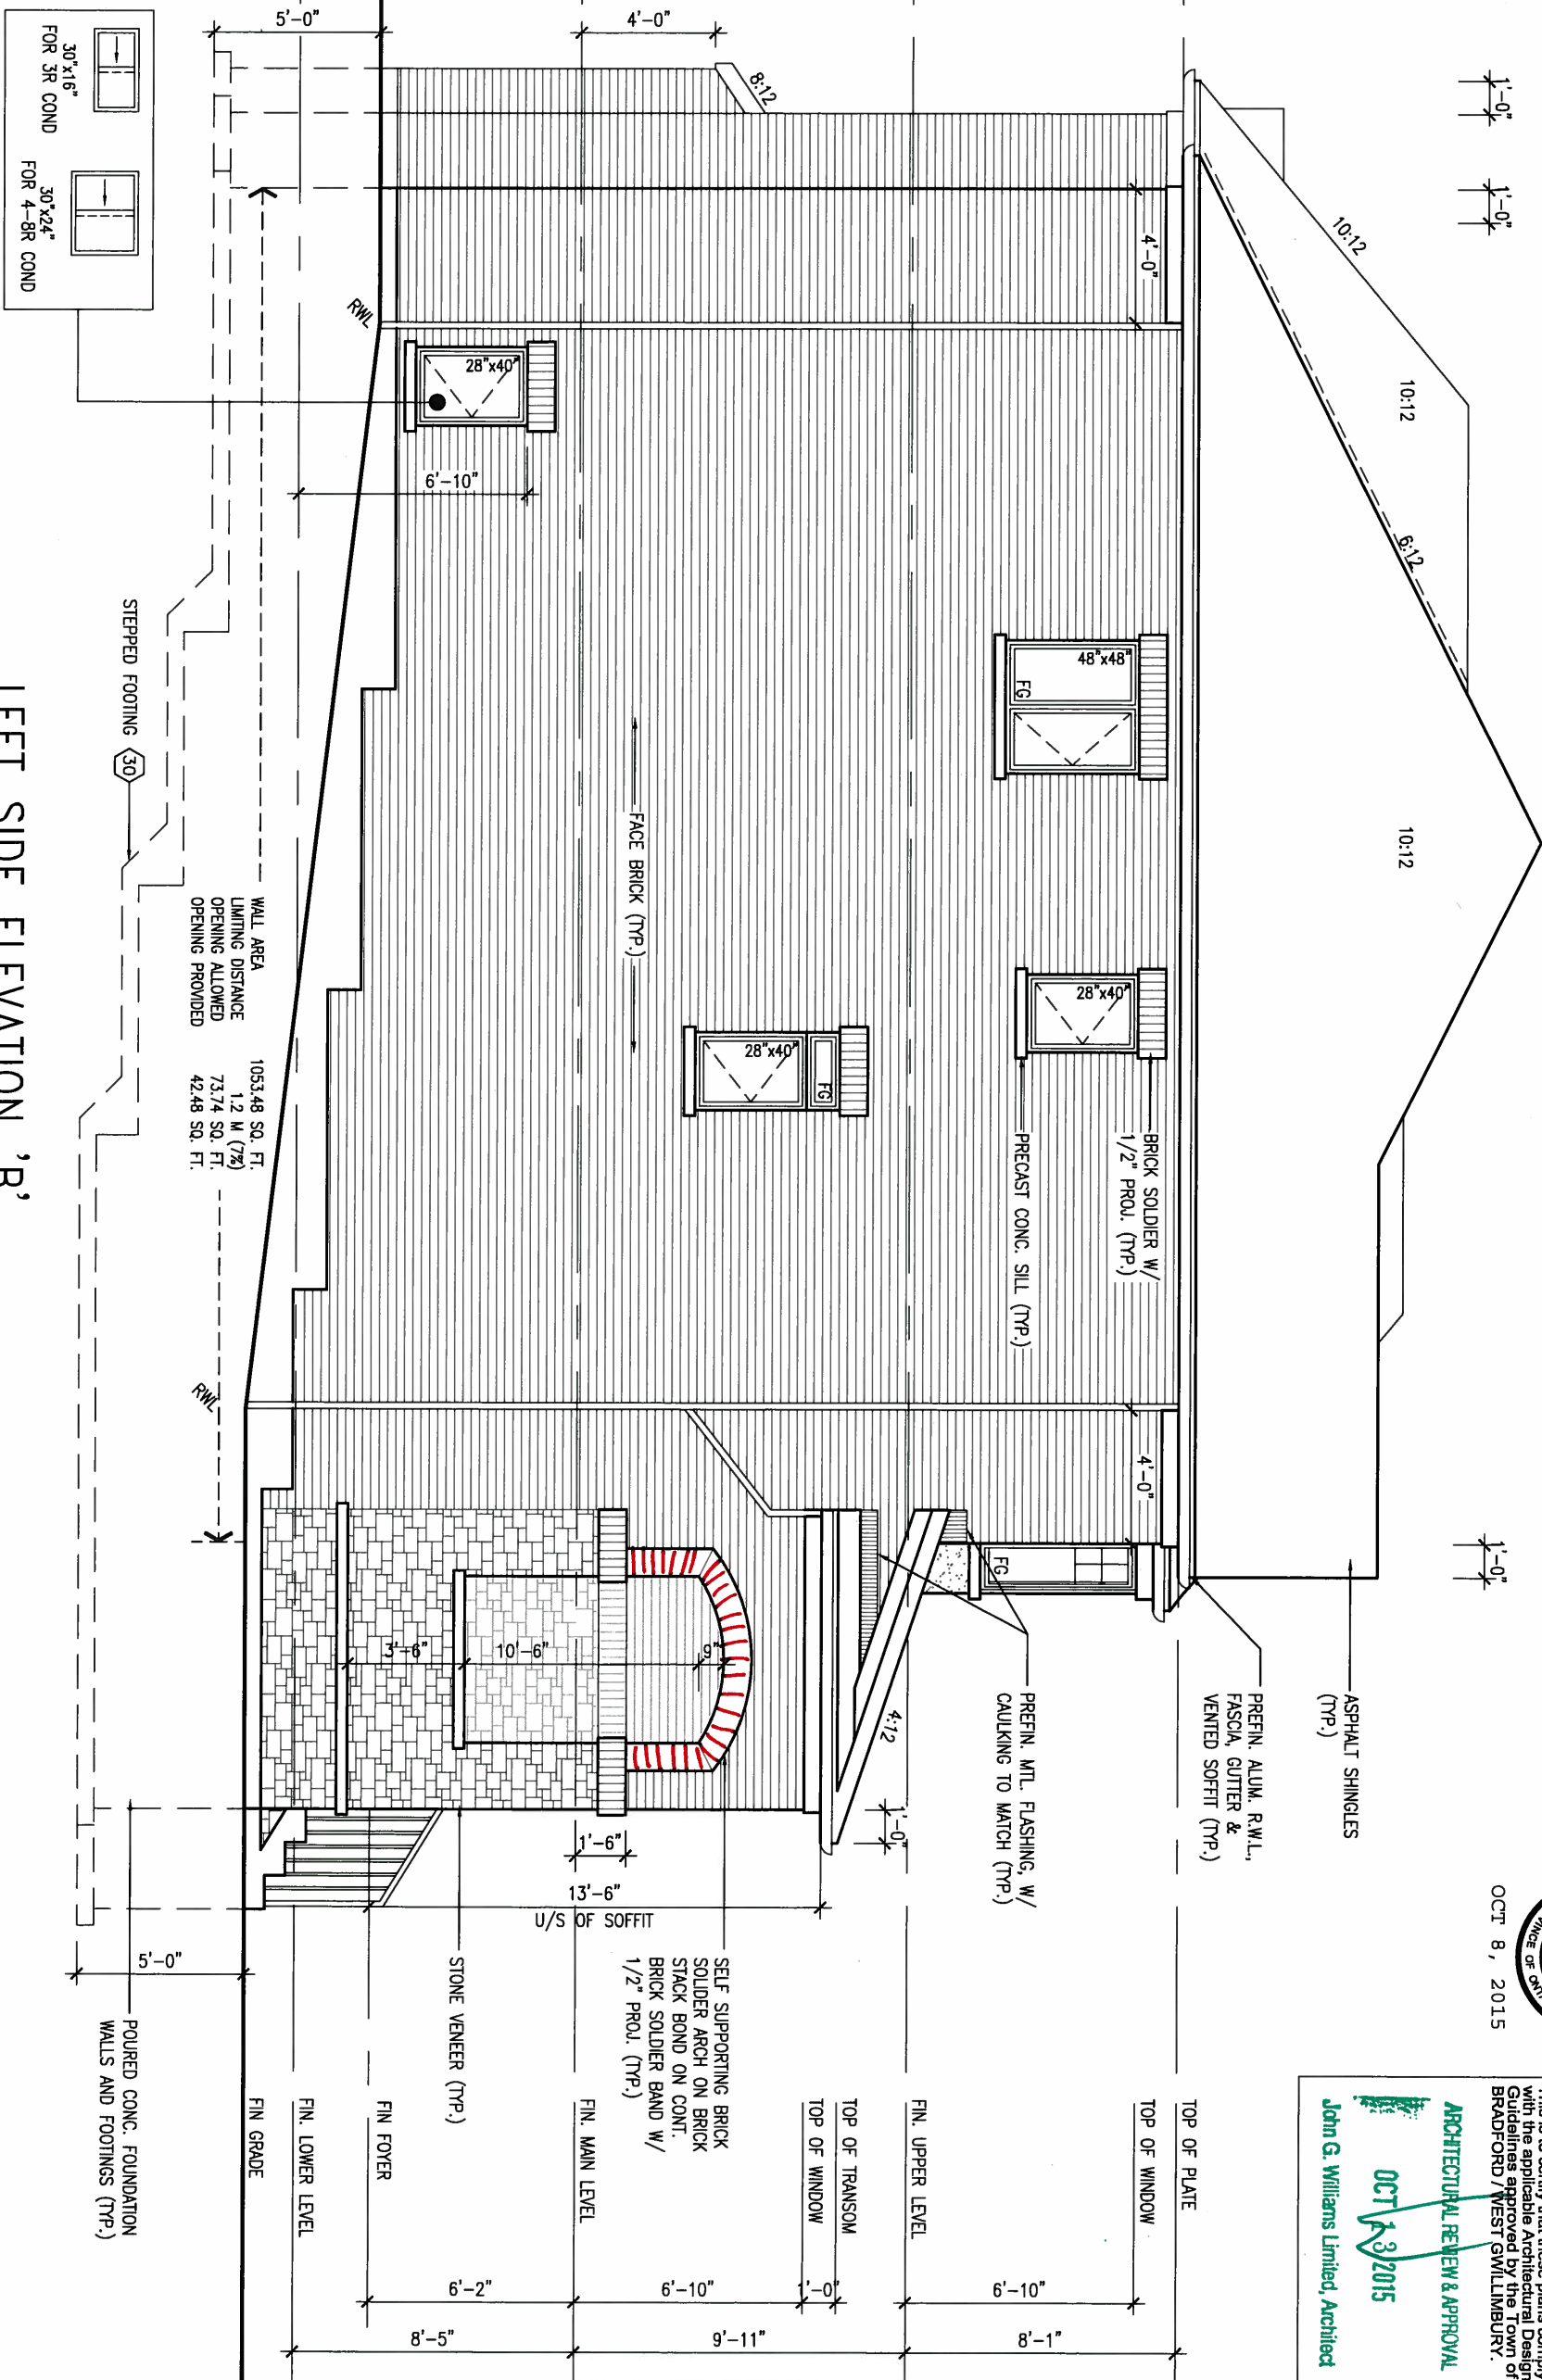 1'-0"
1'-0"
1'-0"
10:12
10:12
10:12
6:12
8:12
4'-0"
4'-0"
4'-0"
5'-0"
ASPHALT SHINGLES
(TYP.)
PREFIN. ALUM. R.W.L.,
FASCIA, GUTTER &
VENTED SOFFIT (TYP.)
PREFIN. MTL. FLASHING, W/
CAULKING TO MATCH (TYP.)
BRICK SOLDIER W/
1/2" PROJ. (TYP.)
PRECAST CONC. SILL (TYP.)
48"x48"
FG
28"x40"
28"x40"
FG
28"x40"
FG
FACE BRICK (TYP.)
6'-10"
RWL
RWL
4:12
1'-0"
9"
10'-6"
3'-6"
1'-6"
13'-6"
U/S OF SOFFIT
SELF SUPPORTING BRICK
SOLIDER ARCH ON BRICK
STACK BOND ON CONT.
BRICK SOLDIER BAND W/
1/2" PROJ. (TYP.)
STONE VENEER (TYP.)
5'-0"
POURED CONC. FOUNDATION
WALLS AND FOOTINGS (TYP.)
TOP OF PLATE
TOP OF WINDOW
FIN. UPPER LEVEL
TOP OF TRANSOM
TOP OF WINDOW
FIN. MAIN LEVEL
FIN FOYER
FIN. LOWER LEVEL
FIN GRADE
6'-10"
1'-0"
6'-10"
6'-2"
8'-1"
9'-11"
8'-5"
WALL AREA 1053.48 SQ. FT.
LIMITING DISTANCE 1.2 M (7%)
OPENING ALLOWED 73.74 SQ. FT.
OPENING PROVIDED 42.48 SQ. FT.
STEPPED FOOTING 30
30"x16"
FOR 3R COND
30"x24"
FOR 4-8R COND
LEFT SIDE ELEVATION 'B'
OCT 8, 2015
This is to certify that these plans comply
with the applicable Architectural Design
Guidelines approved by the Town of
BRADFORD / WEST GWILLIMBURY.
ARCHITECTURAL REVIEW & APPROVAL
OCT 13 2015
John G. Williams Limited, Architect